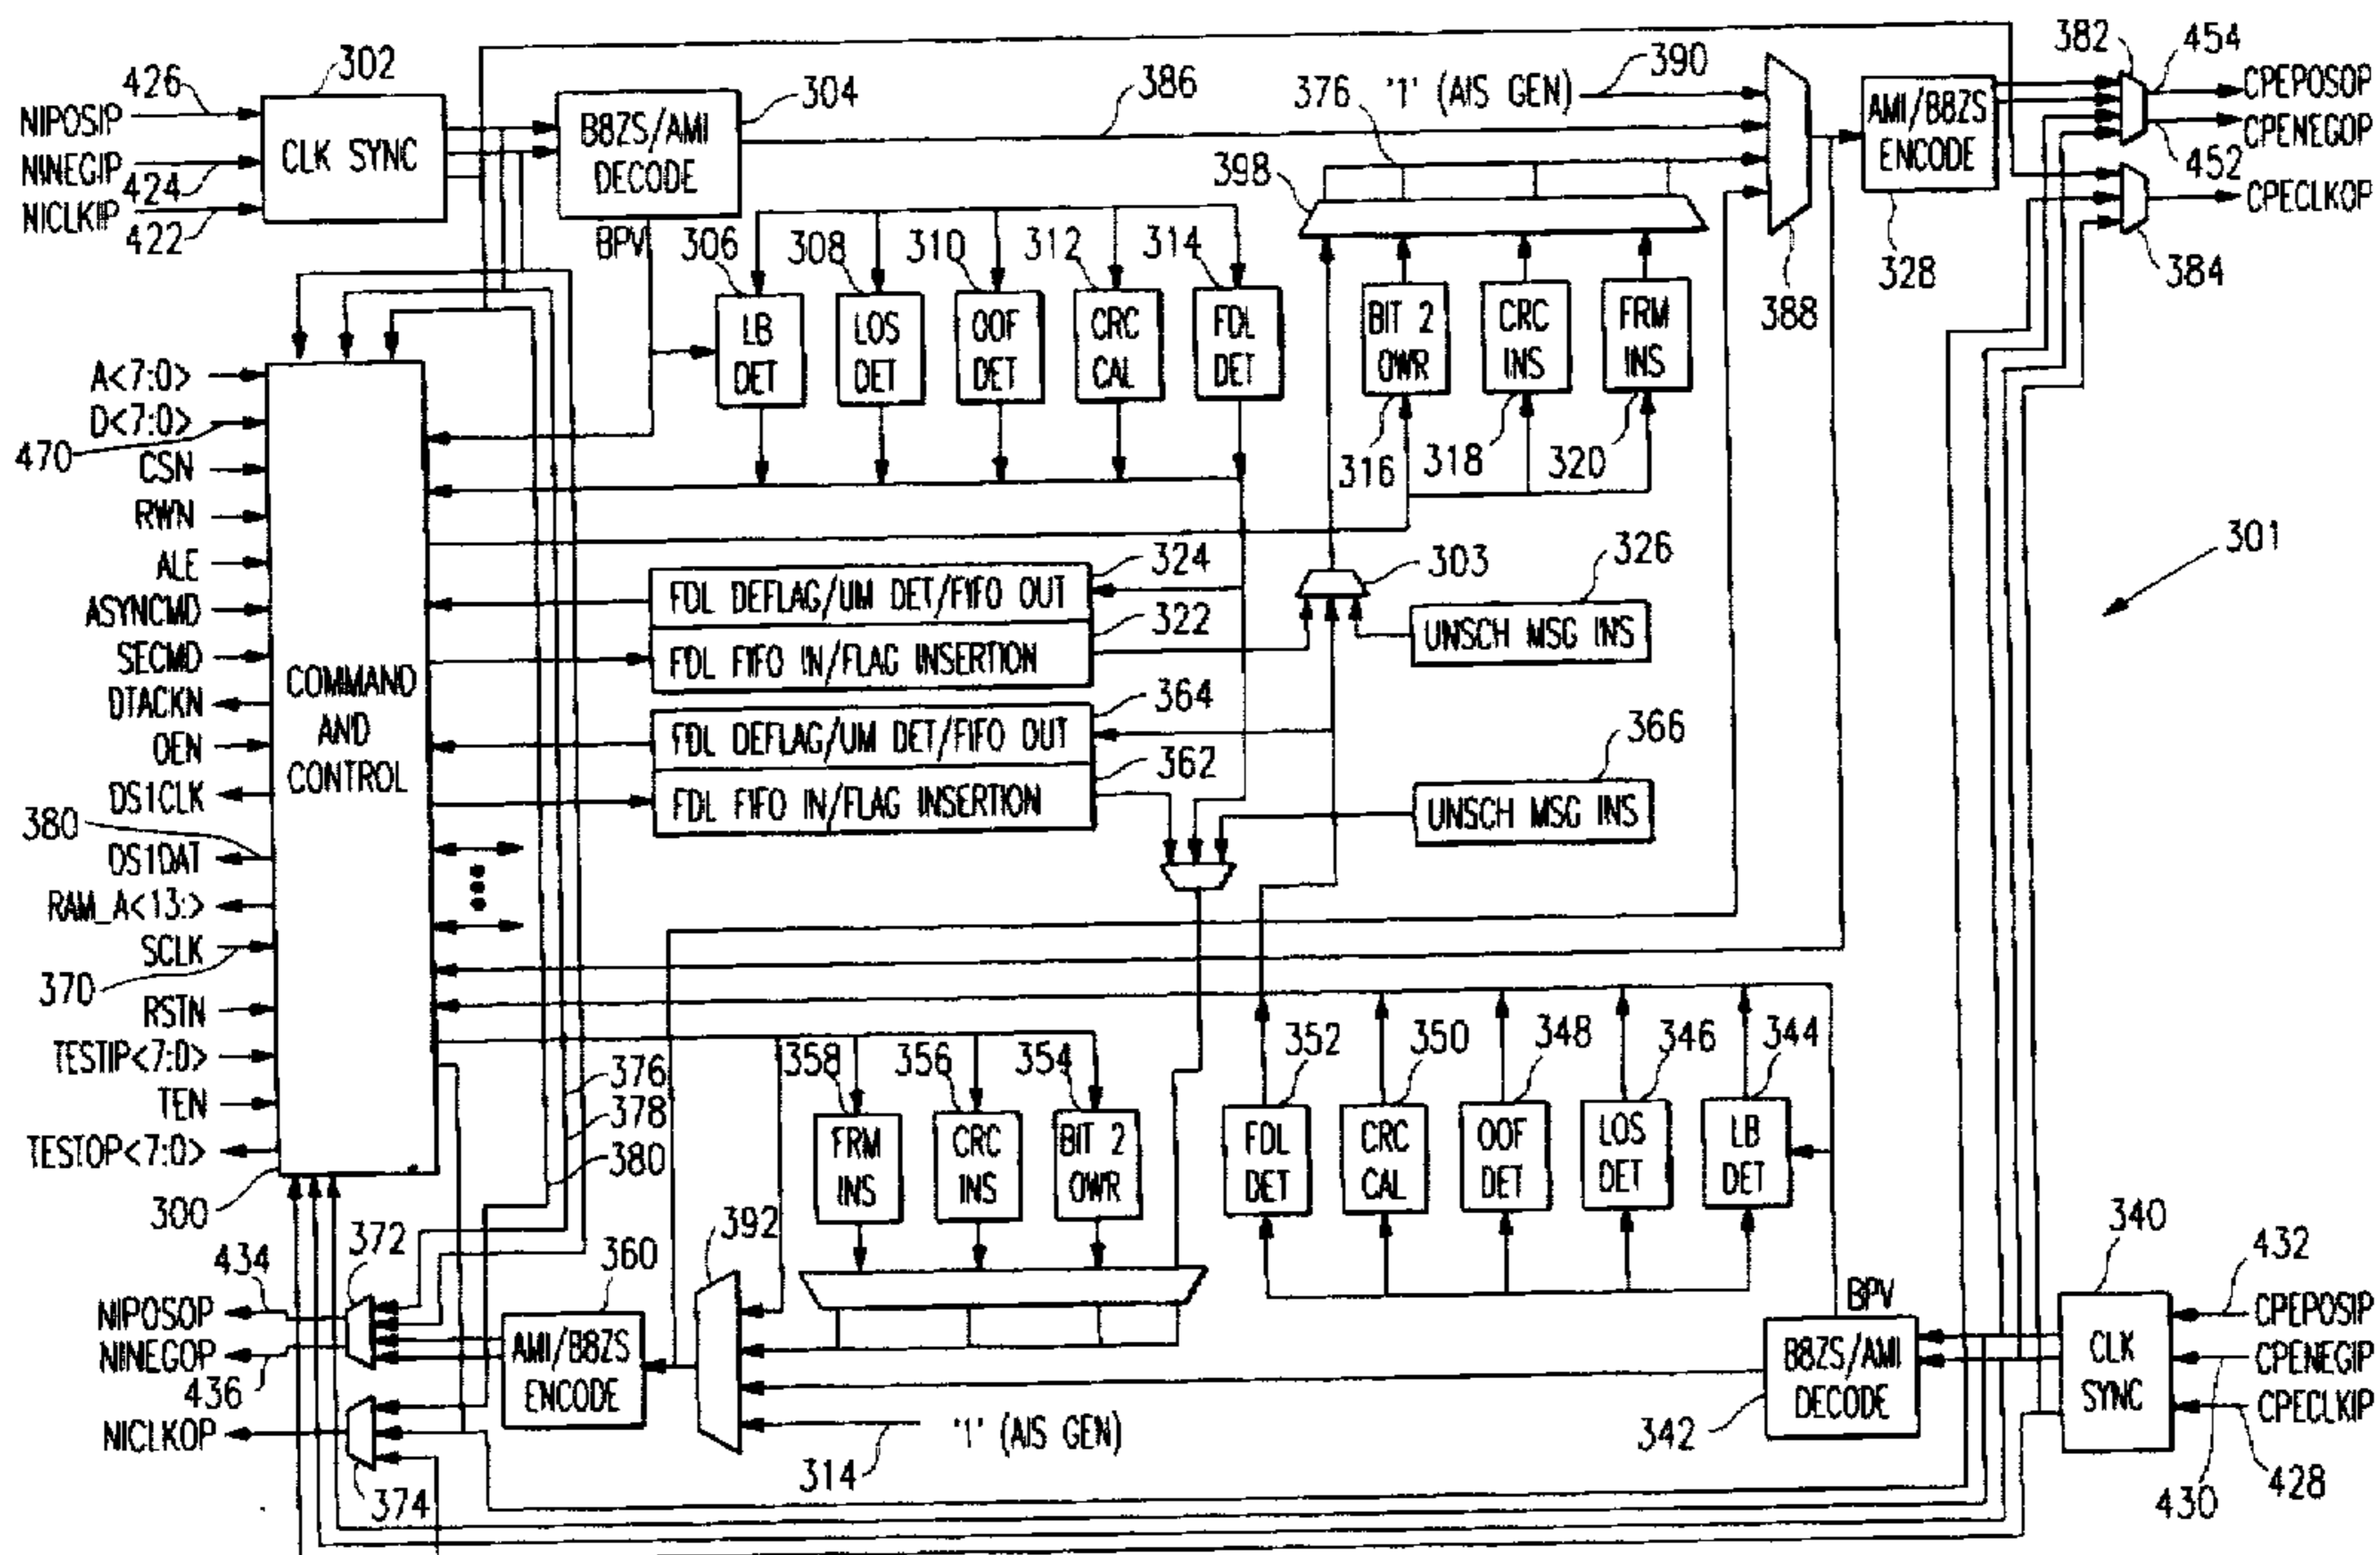 426
302
304
386
376
'1' (AIS GEN)
390
382
454
NIPOSIP
NINEGIP
424
NICLKIP
422
CLK SYNC
B8ZS/AMI
DECODE
BPV
398
AMI/B8ZS
ENCODE
CPEPOSOP
CPENEGOP
452
CPECLKOP
306
308
310
312
314
388
328
384
LB
DET
LOS
DET
OOF
DET
CRC
CAL
FDL
DET
BIT 2
OWR
CRC
INS
FRM
INS
316
318
320
A<7:0>
D<7:0>
470
CSN
RWN
ALE
ASYNCMD
SECMD
DTACKN
OEN
DS1CLK
380
DS1DAT
RAM_A<13:>
SCLK
370
RSTN
TESTIP<7:0>
TEN
TESTOP<7:0>
300
COMMAND
AND
CONTROL
FDL DEFLAG/UM DET/FIFO OUT
324
FDL FIFO IN/FLAG INSERTION
322
303
326
UNSCH MSG INS
301
FDL DEFLAG/UM DET/FIFO OUT
364
FDL FIFO IN/FLAG INSERTION
362
366
UNSCH MSG INS
376
378
380
358
356
354
352
350
348
346
344
FRM
INS
CRC
INS
BIT 2
OWR
FDL
DET
CRC
CAL
OOF
DET
LOS
DET
LB
DET
434
372
360
392
340
432
NIPOSOP
NINEGOP
436
NICLKOP
374
AMI/B8ZS
ENCODE
314
'1' (AIS GEN)
BPV
B8ZS/AMI
DECODE
342
CLK
SYNC
CPEPOSIP
CPENEGIP
CPECLKIP
430
428